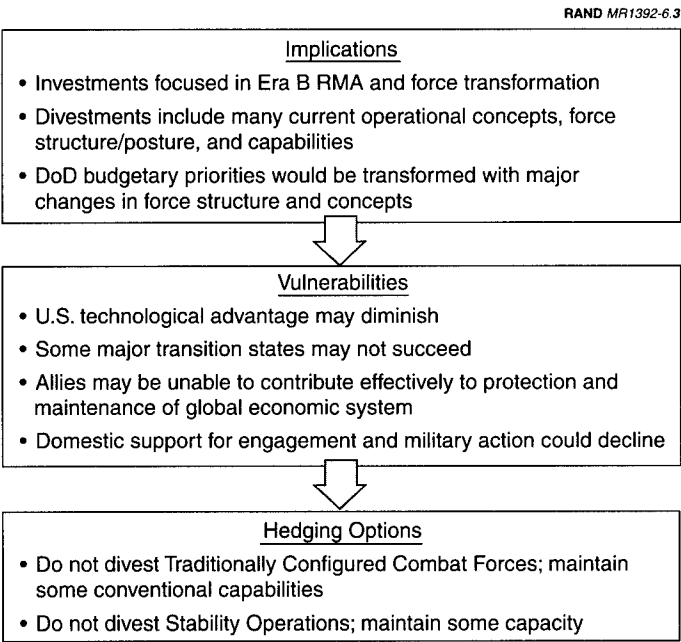 RAND MR1392-6.3
Implications
• Investments focused in Era B RMA and force transformation
• Divestments include many current operational concepts, force
structure/posture, and capabilities
• DoD budgetary priorities would be transformed with major
changes in force structure and concepts
Vulnerabilities
• U.S. technological advantage may diminish
• Some major transition states may not succeed
• Allies may be unable to contribute effectively to protection and
maintenance of global economic system
• Domestic support for engagement and military action could decline
Hedging Options
• Do not divest Traditionally Configured Combat Forces; maintain
some conventional capabilities
• Do not divest Stability Operations; maintain some capacity